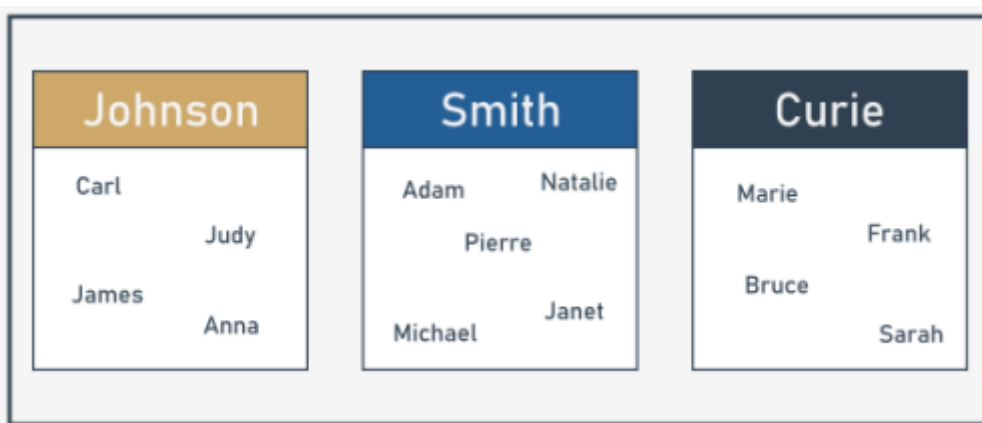 Johnson
Carl
Judy
James
Anna
Smith
Adam Natalie
Pierre
Janet
Michael
Curie
Marie
Frank
Bruce
Sarah